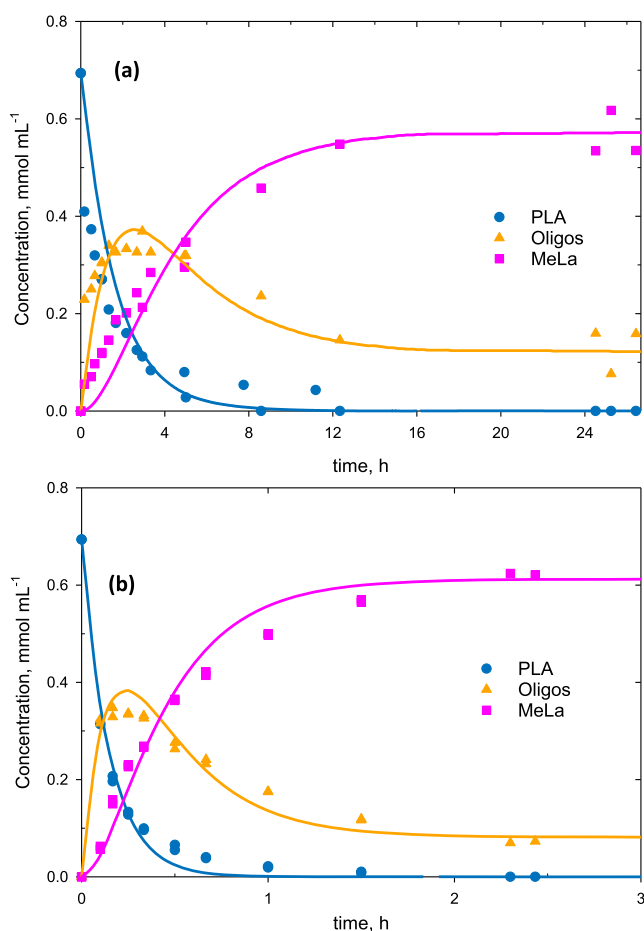 0.8
(a)
0.6
0.4
0.2
0.0
Concentration, mmol mL⁻¹
PLA
Oligos
MeLa
0 4 8 12 16 20 24
time, h
0.8
(b)
0.6
0.4
0.2
0.0
Concentration, mmol mL⁻¹
PLA
Oligos
MeLa
0 1 2 3
time, h